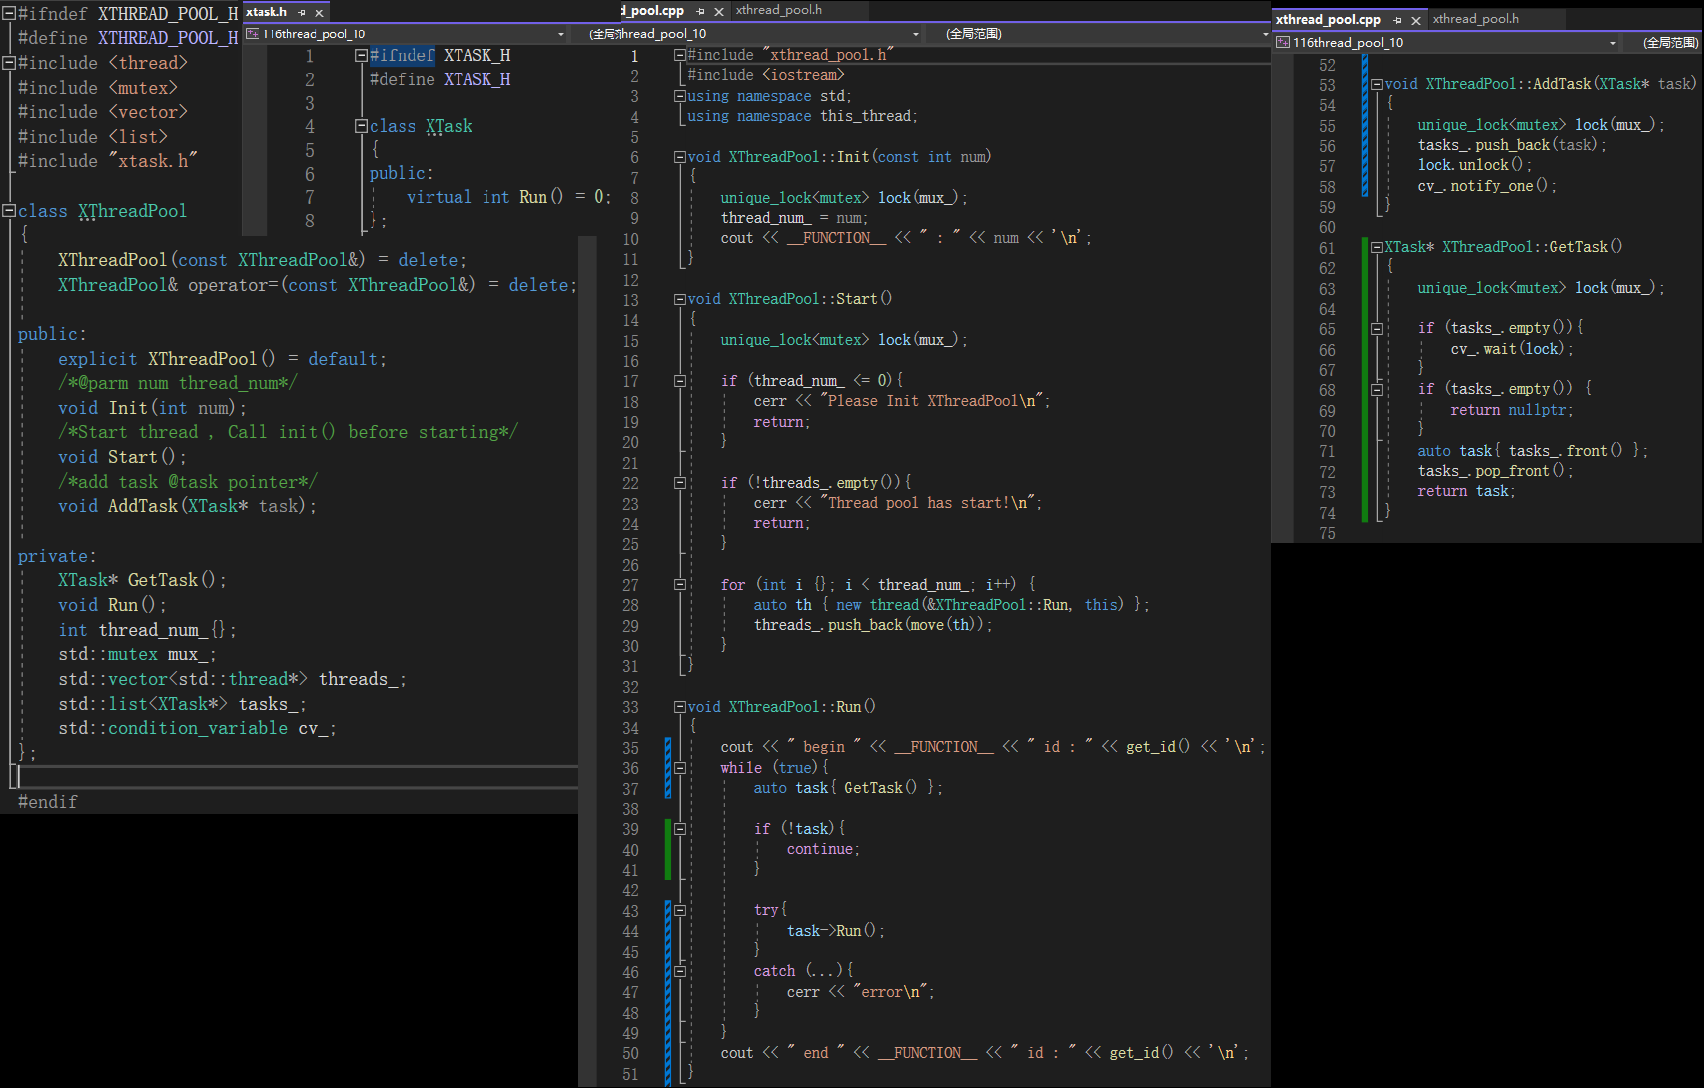 #ifndef XTHREAD_POOL_H
#define XTHREAD_POOL_H
#include <thread>
#include <mutex>
#include <vector>
#include <list>
#include "xtask.h"
class XThreadPool
{
XThreadPool(const XThreadPool&) = delete;
XThreadPool& operator=(const XThreadPool&) = delete;
public:
explicit XThreadPool() = default;
/*@parm num thread_num*/
void Init(int num);
/*Start thread , Call init() before starting*/
void Start();
/*add task @task pointer*/
void AddTask(XTask* task);
private:
XTask* GetTask();
void Run();
int thread_num_{};
std::mutex mux_;
std::vector<std::thread*> threads_;
std::list<XTask*> tasks_;
std::condition_variable cv_;
};
#endif
xtask.h
116thread_pool_10
(全局范
1 #ifndef XTASK_H
2 #define XTASK_H
3
4 class XTask
5 {
6 public:
7 virtual int Run() = 0;
8 };
d_pool.cpp xthread_pool.h
hread_pool_10 (全局范围)
1 #include "xthread_pool.h"
2 #include <iostream>
3 using namespace std;
4 using namespace this_thread;
5
6 void XThreadPool::Init(const int num)
7 {
8 unique_lock<mutex> lock(mux_);
9 thread_num_ = num;
10 cout << __FUNCTION__ << " : " << num << '\n';
11 }
12
13 void XThreadPool::Start()
14 {
15 unique_lock<mutex> lock(mux_);
16
17 if (thread_num_ <= 0){
18 cerr << "Please Init XThreadPool\n";
19 return;
20 }
21
22 if (!threads_.empty()){
23 cerr << "Thread pool has start!\n";
24 return;
25 }
26
27 for (int i {}; i < thread_num_; i++) {
28 auto th { new thread(&XThreadPool::Run, this) };
29 threads_.push_back(move(th));
30 }
31 }
32
33 void XThreadPool::Run()
34 {
35 cout << " begin " << __FUNCTION__ << " id : " << get_id() << '\n';
36 while (true){
37 auto task{ GetTask() };
38
39 if (!task){
40 continue;
41 }
42
43 try{
44 task->Run();
45 }
46 catch (...){
47 cerr << "error\n";
48 }
49 }
50 cout << " end " << __FUNCTION__ << " id : " << get_id() << '\n';
51 }
xthread_pool.cpp xthread_pool.h
116thread_pool_10 (全局范围)
52
53 void XThreadPool::AddTask(XTask* task)
54 {
55 unique_lock<mutex> lock(mux_);
56 tasks_.push_back(task);
57 lock.unlock();
58 cv_.notify_one();
59 }
60
61 XTask* XThreadPool::GetTask()
62 {
63 unique_lock<mutex> lock(mux_);
64
65 if (tasks_.empty()){
66 cv_.wait(lock);
67 }
68 if (tasks_.empty()) {
69 return nullptr;
70 }
71 auto task{ tasks_.front() };
72 tasks_.pop_front();
73 return task;
74 }
75